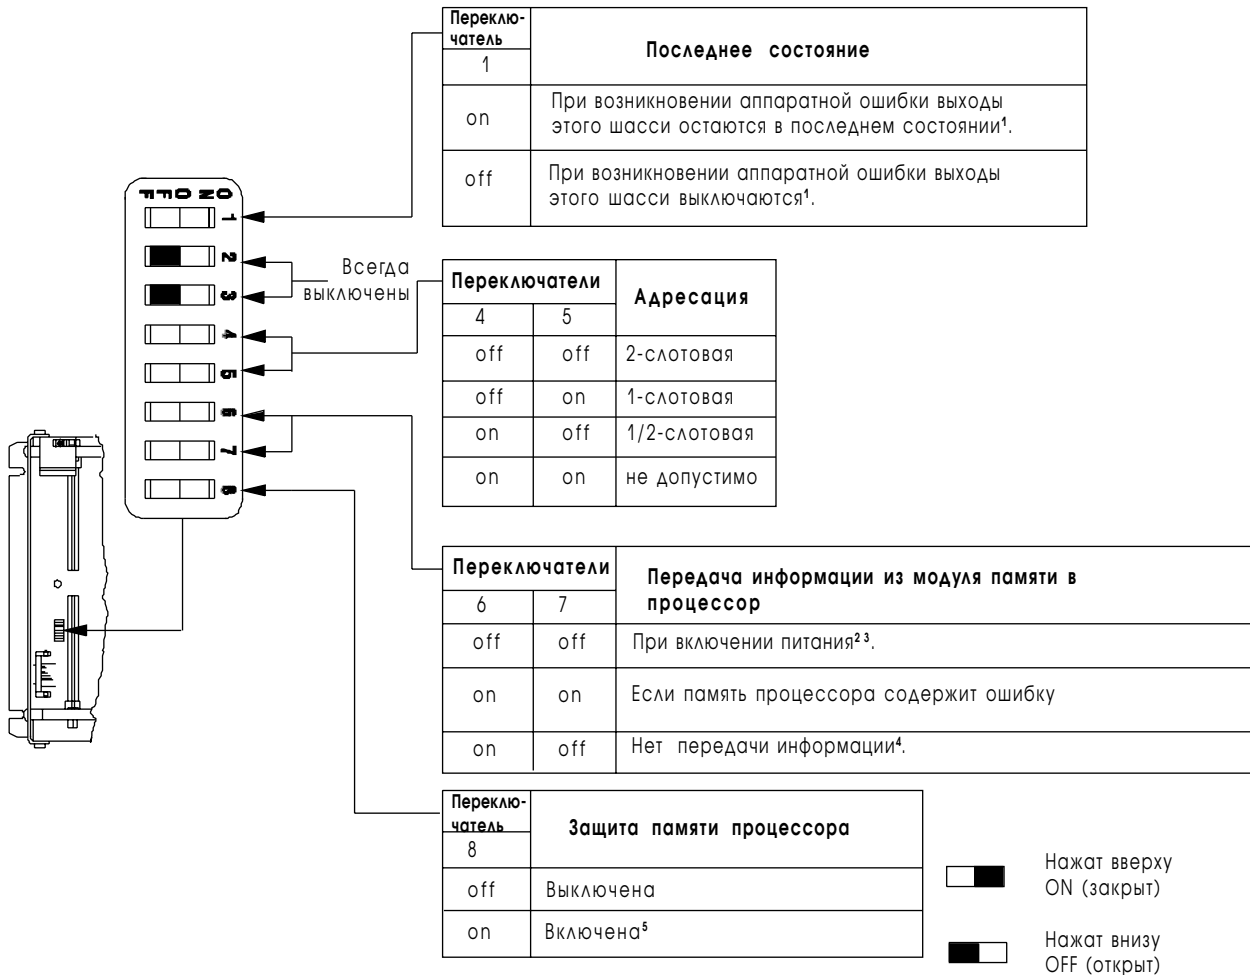 Переклю-
чатель
1
Последнее состояние
on
При возникновении аппаратной ошибки выходы
этого шасси остаются в последнем состоянии¹.
off
При возникновении аппаратной ошибки выходы
этого шасси выключаются¹.
ON OFF
1
2
3
4
5
6
7
8
Всегда
выключены
Переключатели
Адресация
4 5
off off 2-слотовая
off on 1-слотовая
on off 1/2-слотовая
on on не допустимо
Переключатели
Передача информации из модуля памяти в
процессор
6 7
off off При включении питания² ³.
on on Если память процессора содержит ошибку
on off Нет передачи информации⁴.
Переклю-
чатель
8
Защита памяти процессора
off Выключена
on Включена⁵
Нажат вверху
ON (закрыт)
Нажат внизу
OFF (открыт)